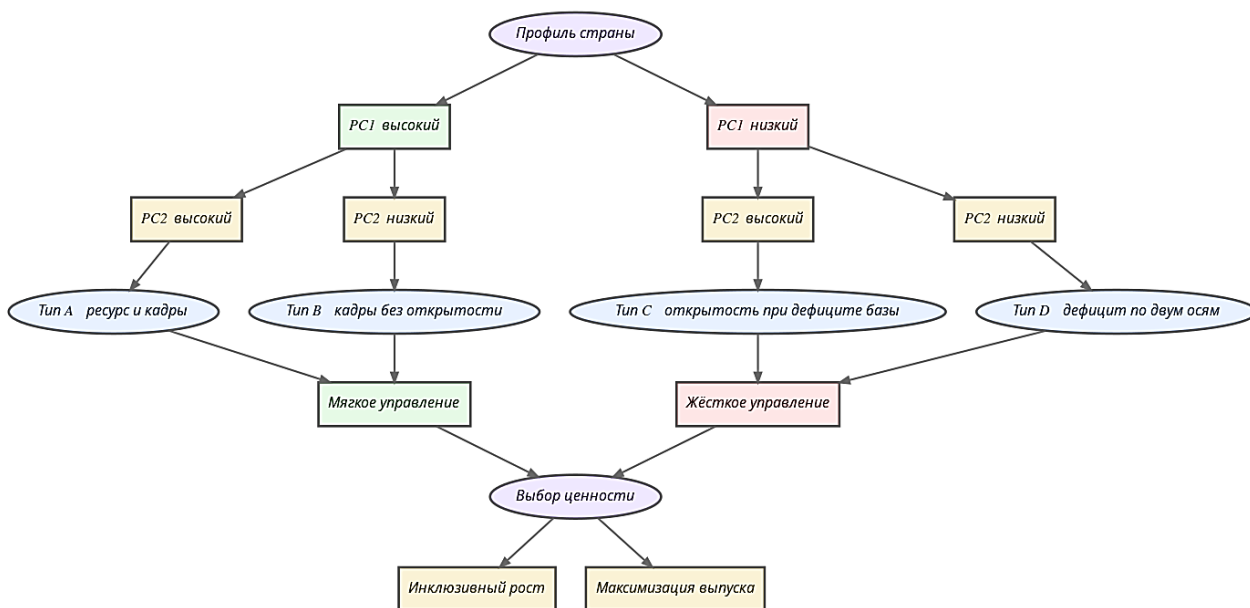 Профиль страны
PC1 высокий
PC1 низкий
PC2 высокий
PC2 низкий
PC2 высокий
PC2 низкий
Тип A ресурс и кадры
Тип B кадры без открытости
Тип C открытость при дефиците базы
Тип D дефицит по двум осям
Мягкое управление
Жёсткое управление
Выбор ценности
Инклюзивный рост
Максимизация выпуска